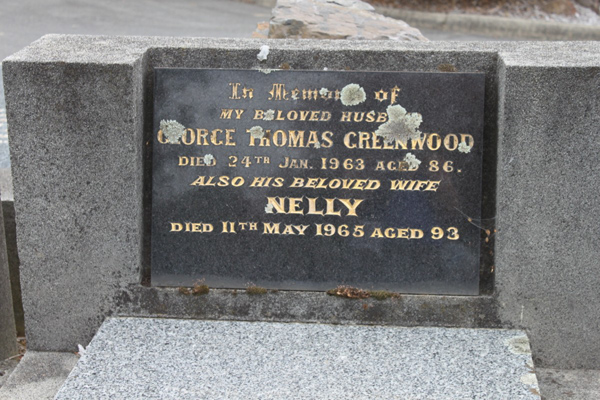 In Memory of
MY BELOVED HUSB
GEORGE THOMAS GREENWOOD
DIED 24TH JAN. 1963 AGED 86.
ALSO HIS BELOVED WIFE
NELLY
DIED 11TH MAY 1965 AGED 93